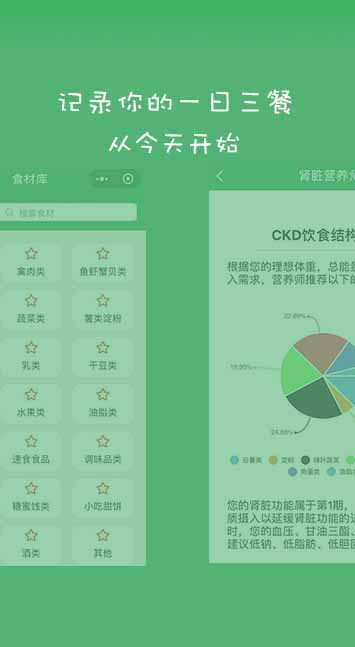 记录你的一日三餐
从今天开始
食材库
搜索食材
禽肉类
鱼虾蟹贝类
蔬菜类
薯类淀粉
乳类
干豆类
水果类
油脂类
速食食品
调味品类
糖蜜饯类
小吃甜饼
酒类
其他
肾脏营养
CKD饮食结构
根据您的理想体重，总能
入需求，营养师推荐以下的
22.89%
19.90%
24.88%
谷薯类
淀粉
绿叶蔬菜
肉蛋类
油脂
您的肾脏功能属于第1期，
质摄入以延缓肾脏功能的
时，您的血压、甘油三酯、
建议低钠、低脂肪、低胆固